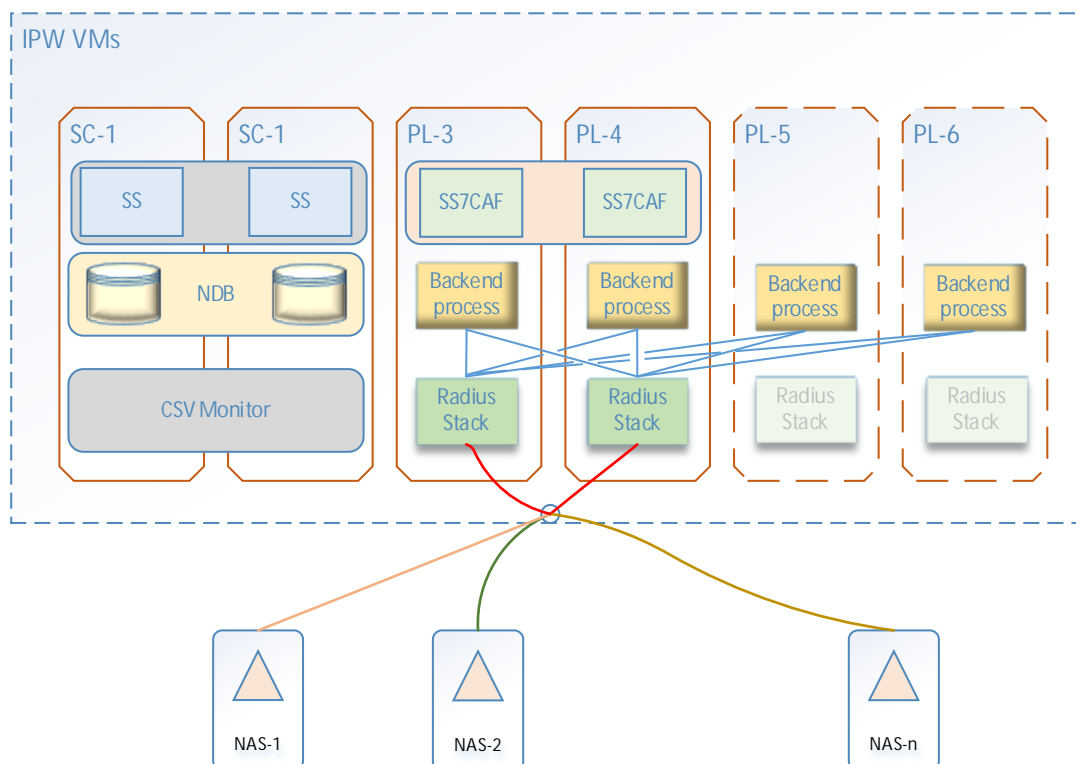 IPW VMs
SC-1
SC-1
PL-3
PL-4
PL-5
PL-6
SS
SS
SS7CAF
SS7CAF
NDB
Backend
process
Backend
process
Backend
process
Backend
process
CSV Monitor
Radius
Stack
Radius
Stack
Radius
Stack
Radius
Stack
NAS-1
NAS-2
NAS-n